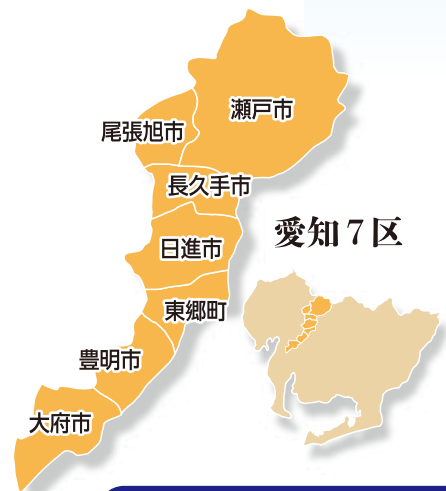 瀬戸市
尾張旭市
長久手市
愛知7区
日進市
東郷町
豊明市
大府市